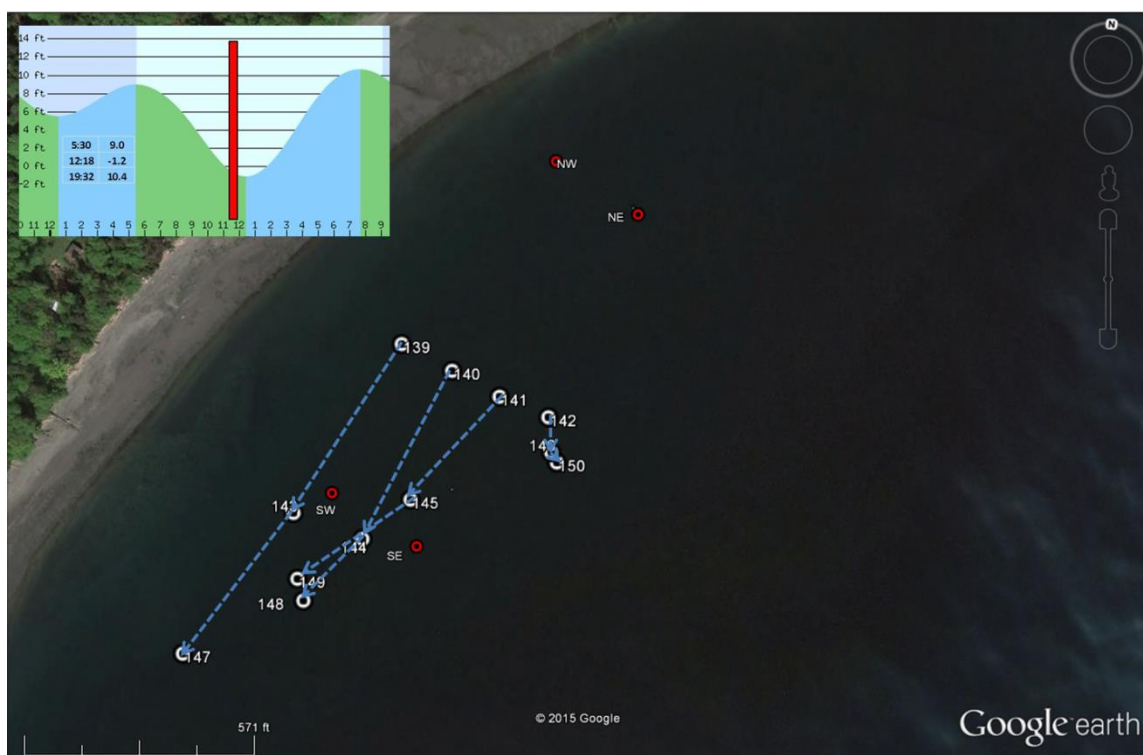 14 ft
12 ft
10 ft
8 ft
6 ft
4 ft
2 ft
0 ft
-2 ft
5:30 9.0
12:18 -1.2
19:32 10.4
0 11 12 1 2 3 4 5 6 7 8 9 10 11 12 1 2 3 4 5 6 7 8 9
N
NW
NE
139
140
141
142
150
143
SW
145
144
SE
149
148
147
571 ft
© 2015 Google
Google earth